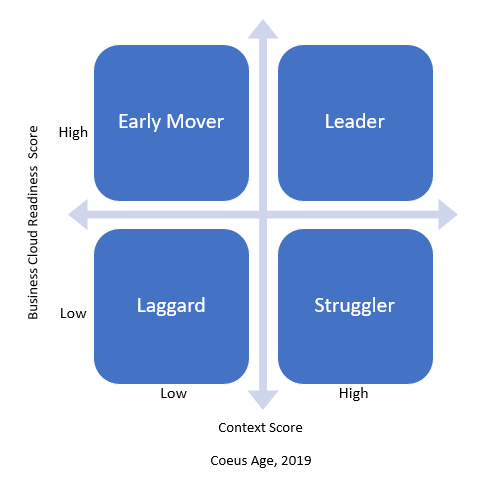 Early Mover
Leader
High
Business Cloud Readiness Score
Laggard
Struggler
Low
Low
High
Context Score
Coeus Age, 2019